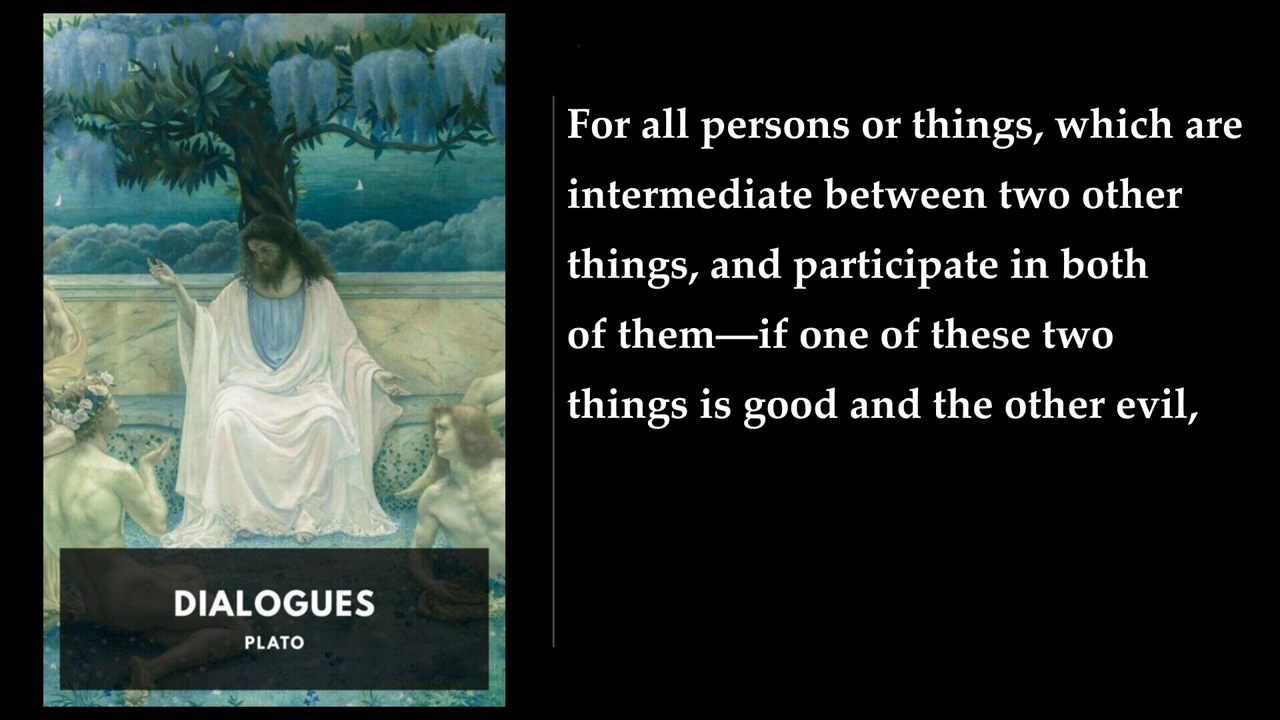 DIALOGUES
PLATO
For all persons or things, which are
intermediate between two other
things, and participate in both
of them—if one of these two
things is good and the other evil,